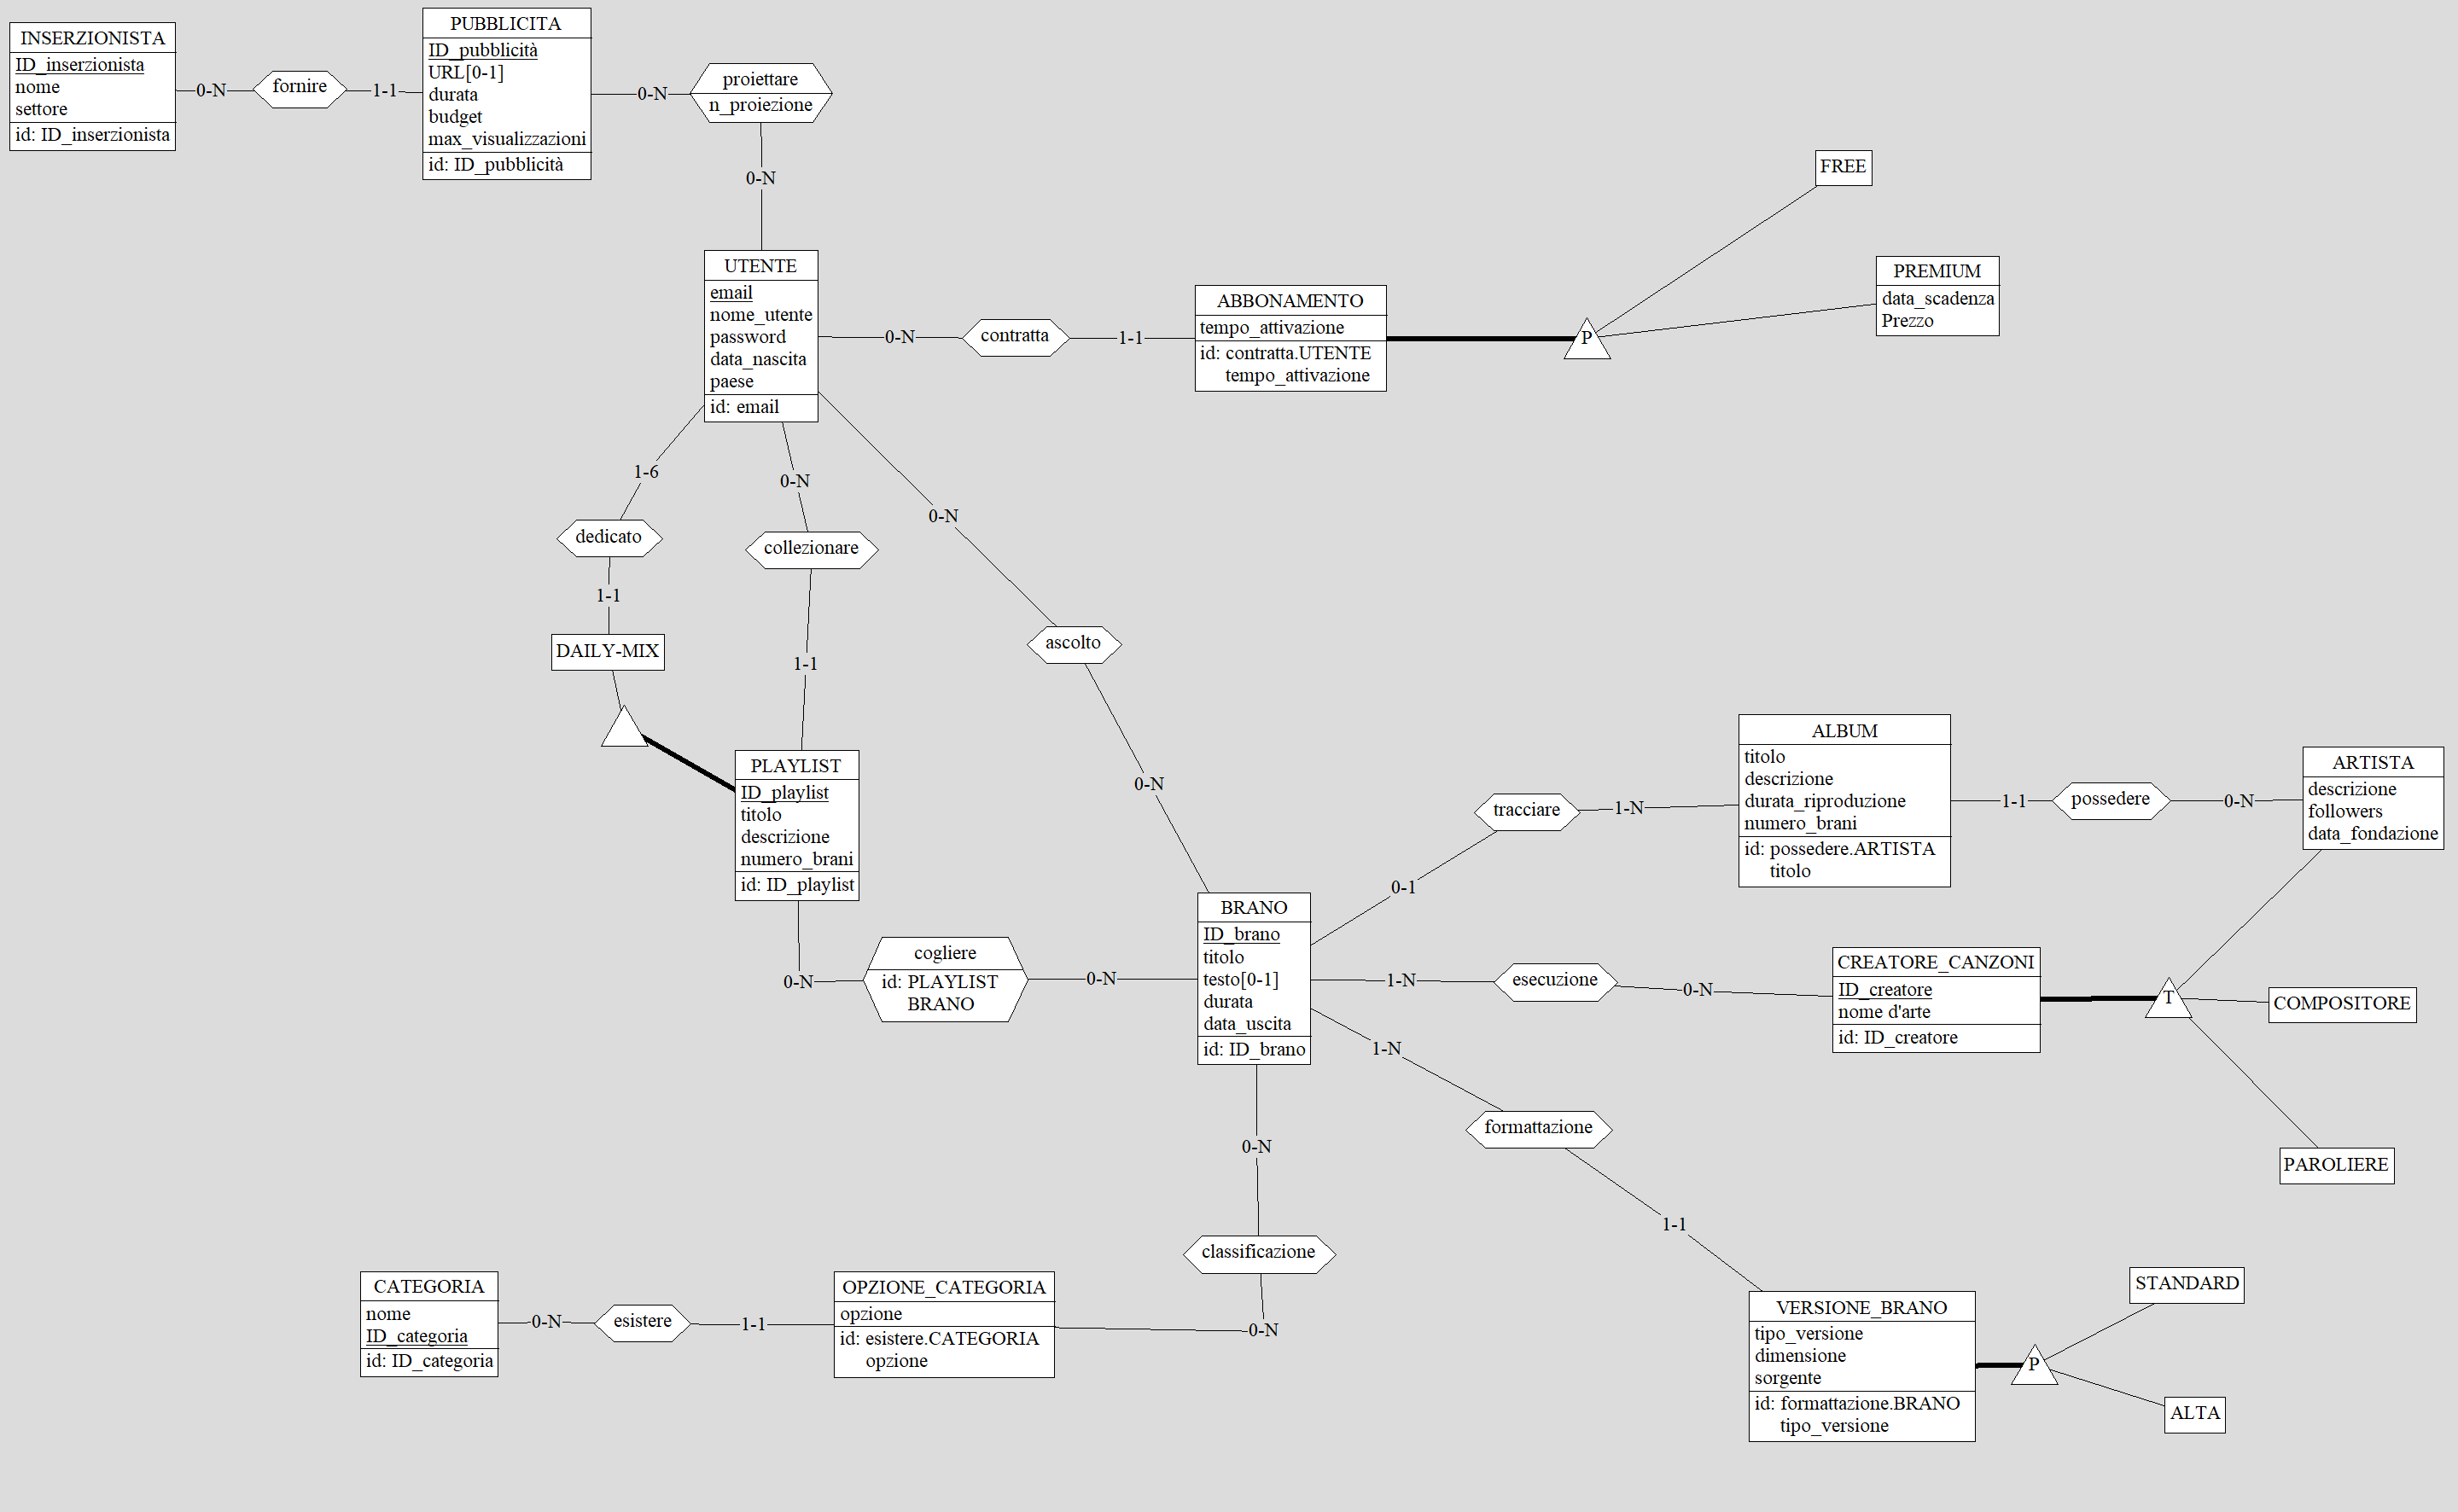 INSERZIONISTA
ID_inserzionista
nome
settore
id: ID_inserzionista
0-N
fornire
1-1
PUBBLICITA
ID_pubblicità
URL[0-1]
durata
budget
max_visualizzazioni
id: ID_pubblicità
0-N
proiettare
n_proiezione
0-N
UTENTE
email
nome_utente
password
data_nascita
paese
id: email
0-N
contratta
1-1
ABBONAMENTO
tempo_attivazione
id: contratta.UTENTE
tempo_attivazione
P
FREE
PREMIUM
data_scadenza
Prezzo
1-6
dedicato
1-1
DAILY-MIX
0-N
collezionare
1-1
PLAYLIST
ID_playlist
titolo
descrizione
numero_brani
id: ID_playlist
0-N
ascolto
0-N
0-N
cogliere
id: PLAYLIST
BRANO
0-N
BRANO
ID_brano
titolo
testo[0-1]
durata
data_uscita
id: ID_brano
0-1
tracciare
1-N
ALBUM
titolo
descrizione
durata_riproduzione
numero_brani
id: possedere.ARTISTA
titolo
1-1
possedere
0-N
ARTISTA
descrizione
followers
data_fondazione
1-N
esecuzione
0-N
CREATORE_CANZONI
ID_creatore
nome d'arte
id: ID_creatore
T
COMPOSITORE
PAROLIERE
1-N
formattazione
1-1
VERSIONE_BRANO
tipo_versione
dimensione
sorgente
id: formattazione.BRANO
tipo_versione
P
STANDARD
ALTA
0-N
classificazione
0-N
CATEGORIA
nome
ID_categoria
id: ID_categoria
0-N
esistere
1-1
OPZIONE_CATEGORIA
opzione
id: esistere.CATEGORIA
opzione